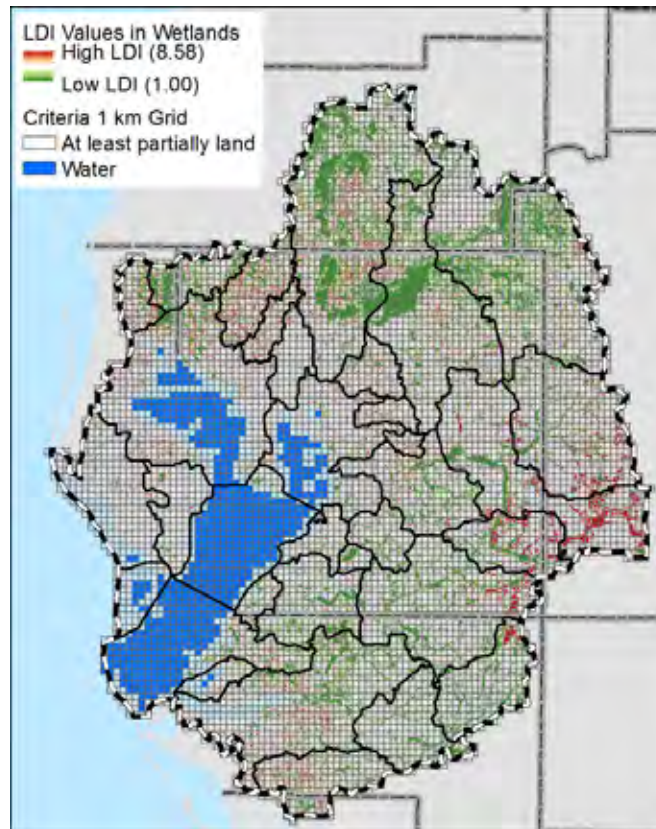 LDI Values in Wetlands
High LDI (8.58)
Low LDI (1.00)
Criteria 1 km Grid
At least partially land
Water